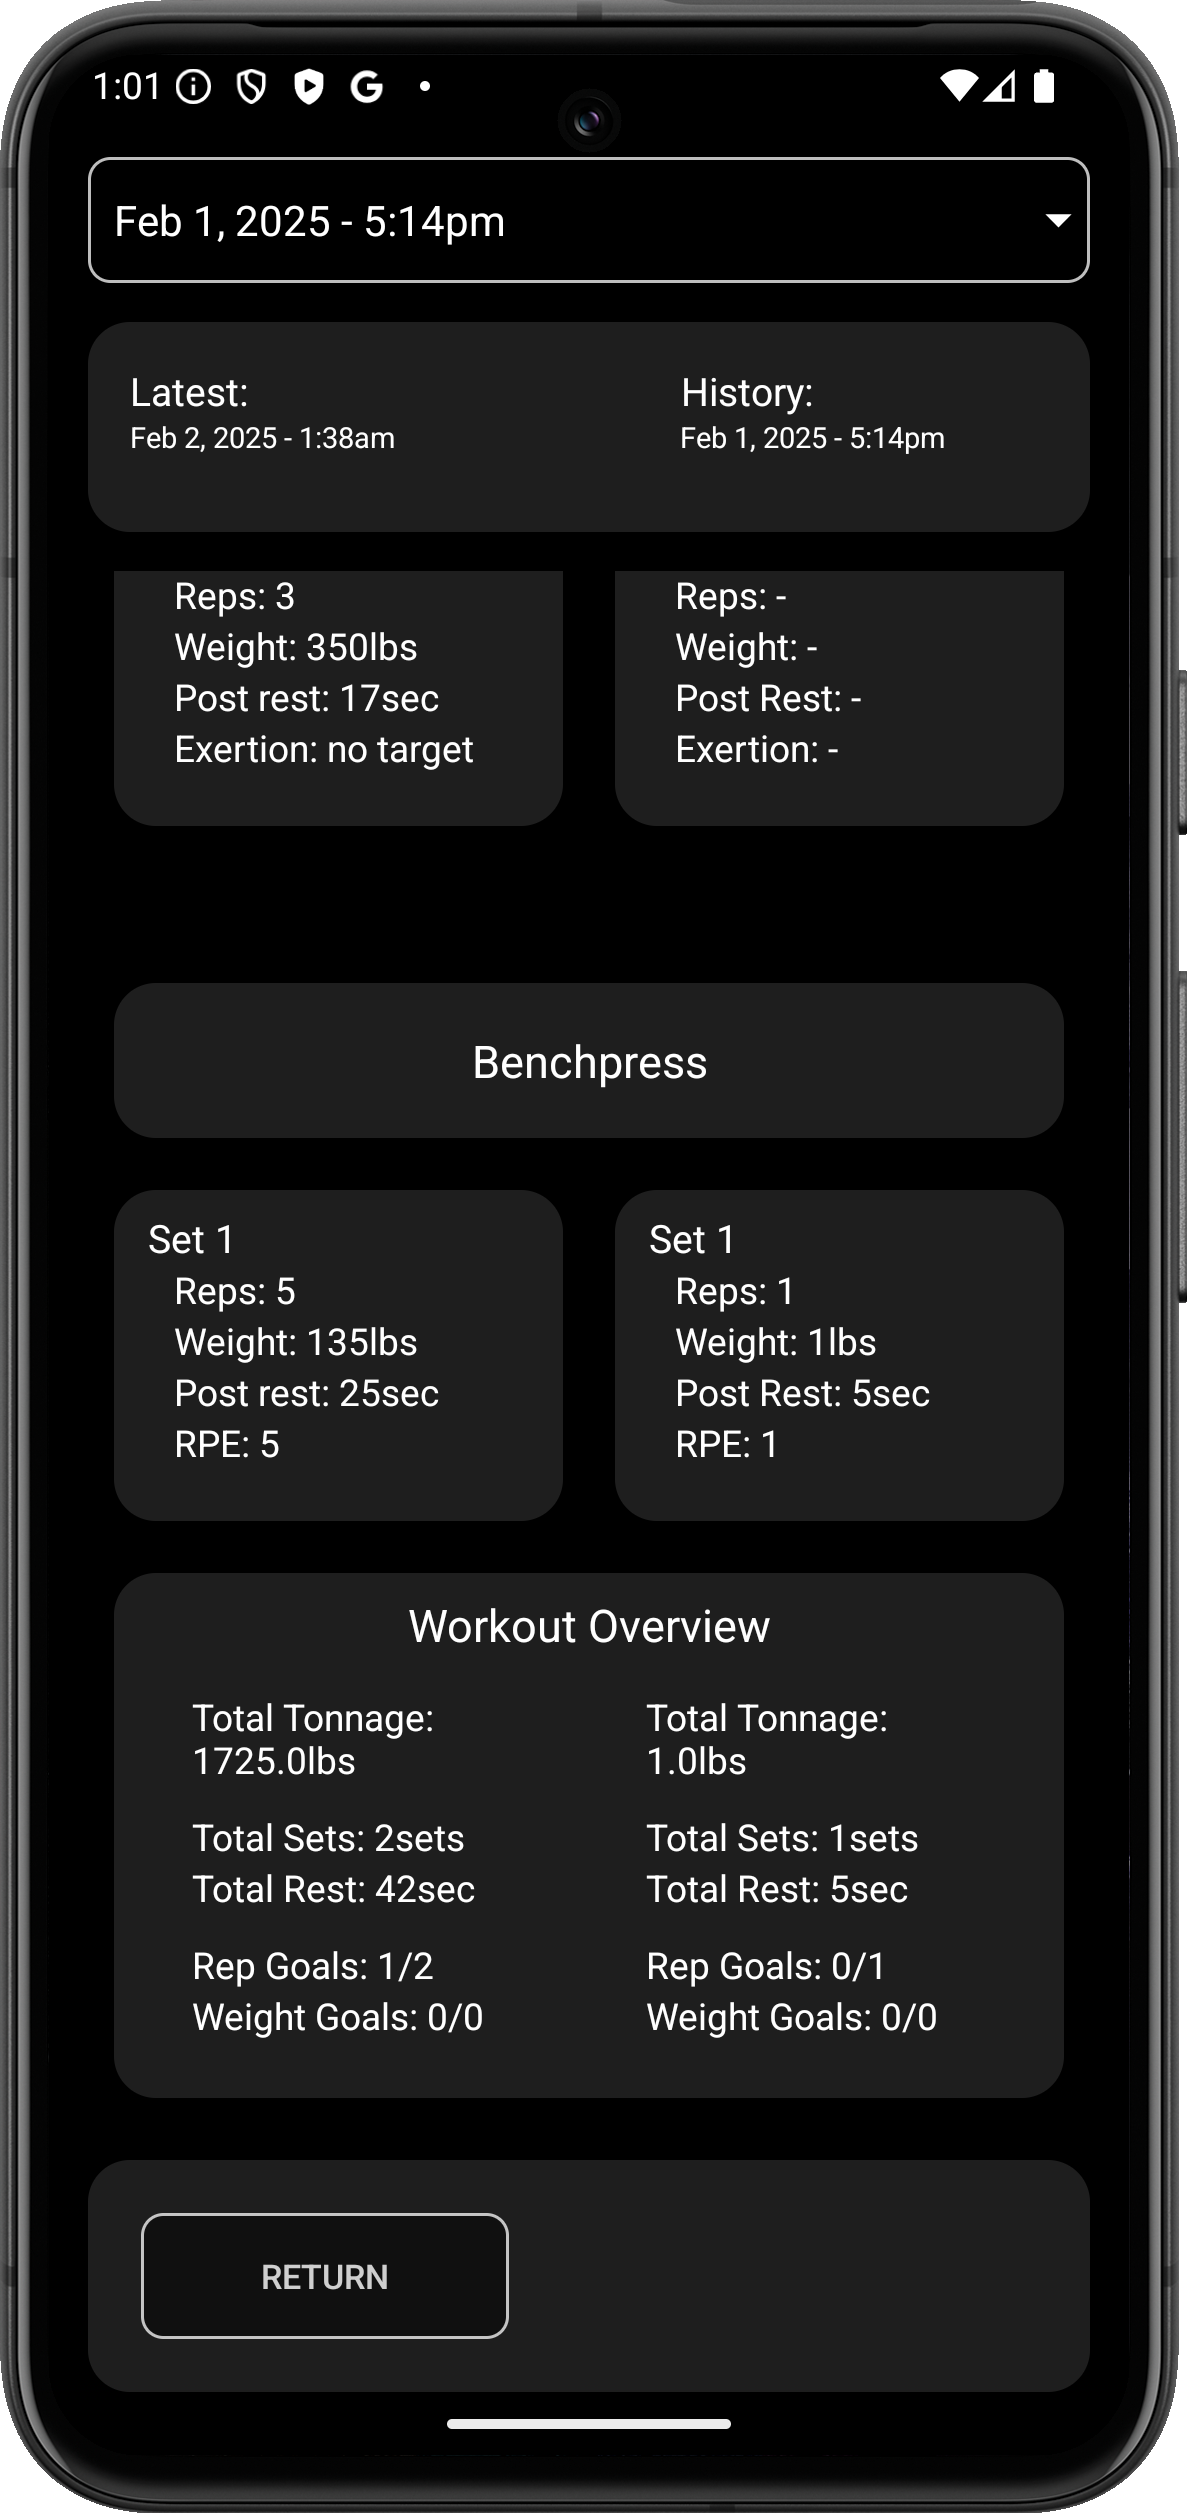 1:01
Feb 1, 2025 - 5:14pm
Latest:
Feb 2, 2025 - 1:38am
History:
Feb 1, 2025 - 5:14pm
Reps: 3
Weight: 350lbs
Post rest: 17sec
Exertion: no target
Reps: -
Weight: -
Post Rest: -
Exertion: -
Benchpress
Set 1
Reps: 5
Weight: 135lbs
Post rest: 25sec
RPE: 5
Set 1
Reps: 1
Weight: 1lbs
Post Rest: 5sec
RPE: 1
Workout Overview
Total Tonnage:
1725.0lbs
Total Sets: 2sets
Total Rest: 42sec
Rep Goals: 1/2
Weight Goals: 0/0
Total Tonnage:
1.0lbs
Total Sets: 1sets
Total Rest: 5sec
Rep Goals: 0/1
Weight Goals: 0/0
RETURN